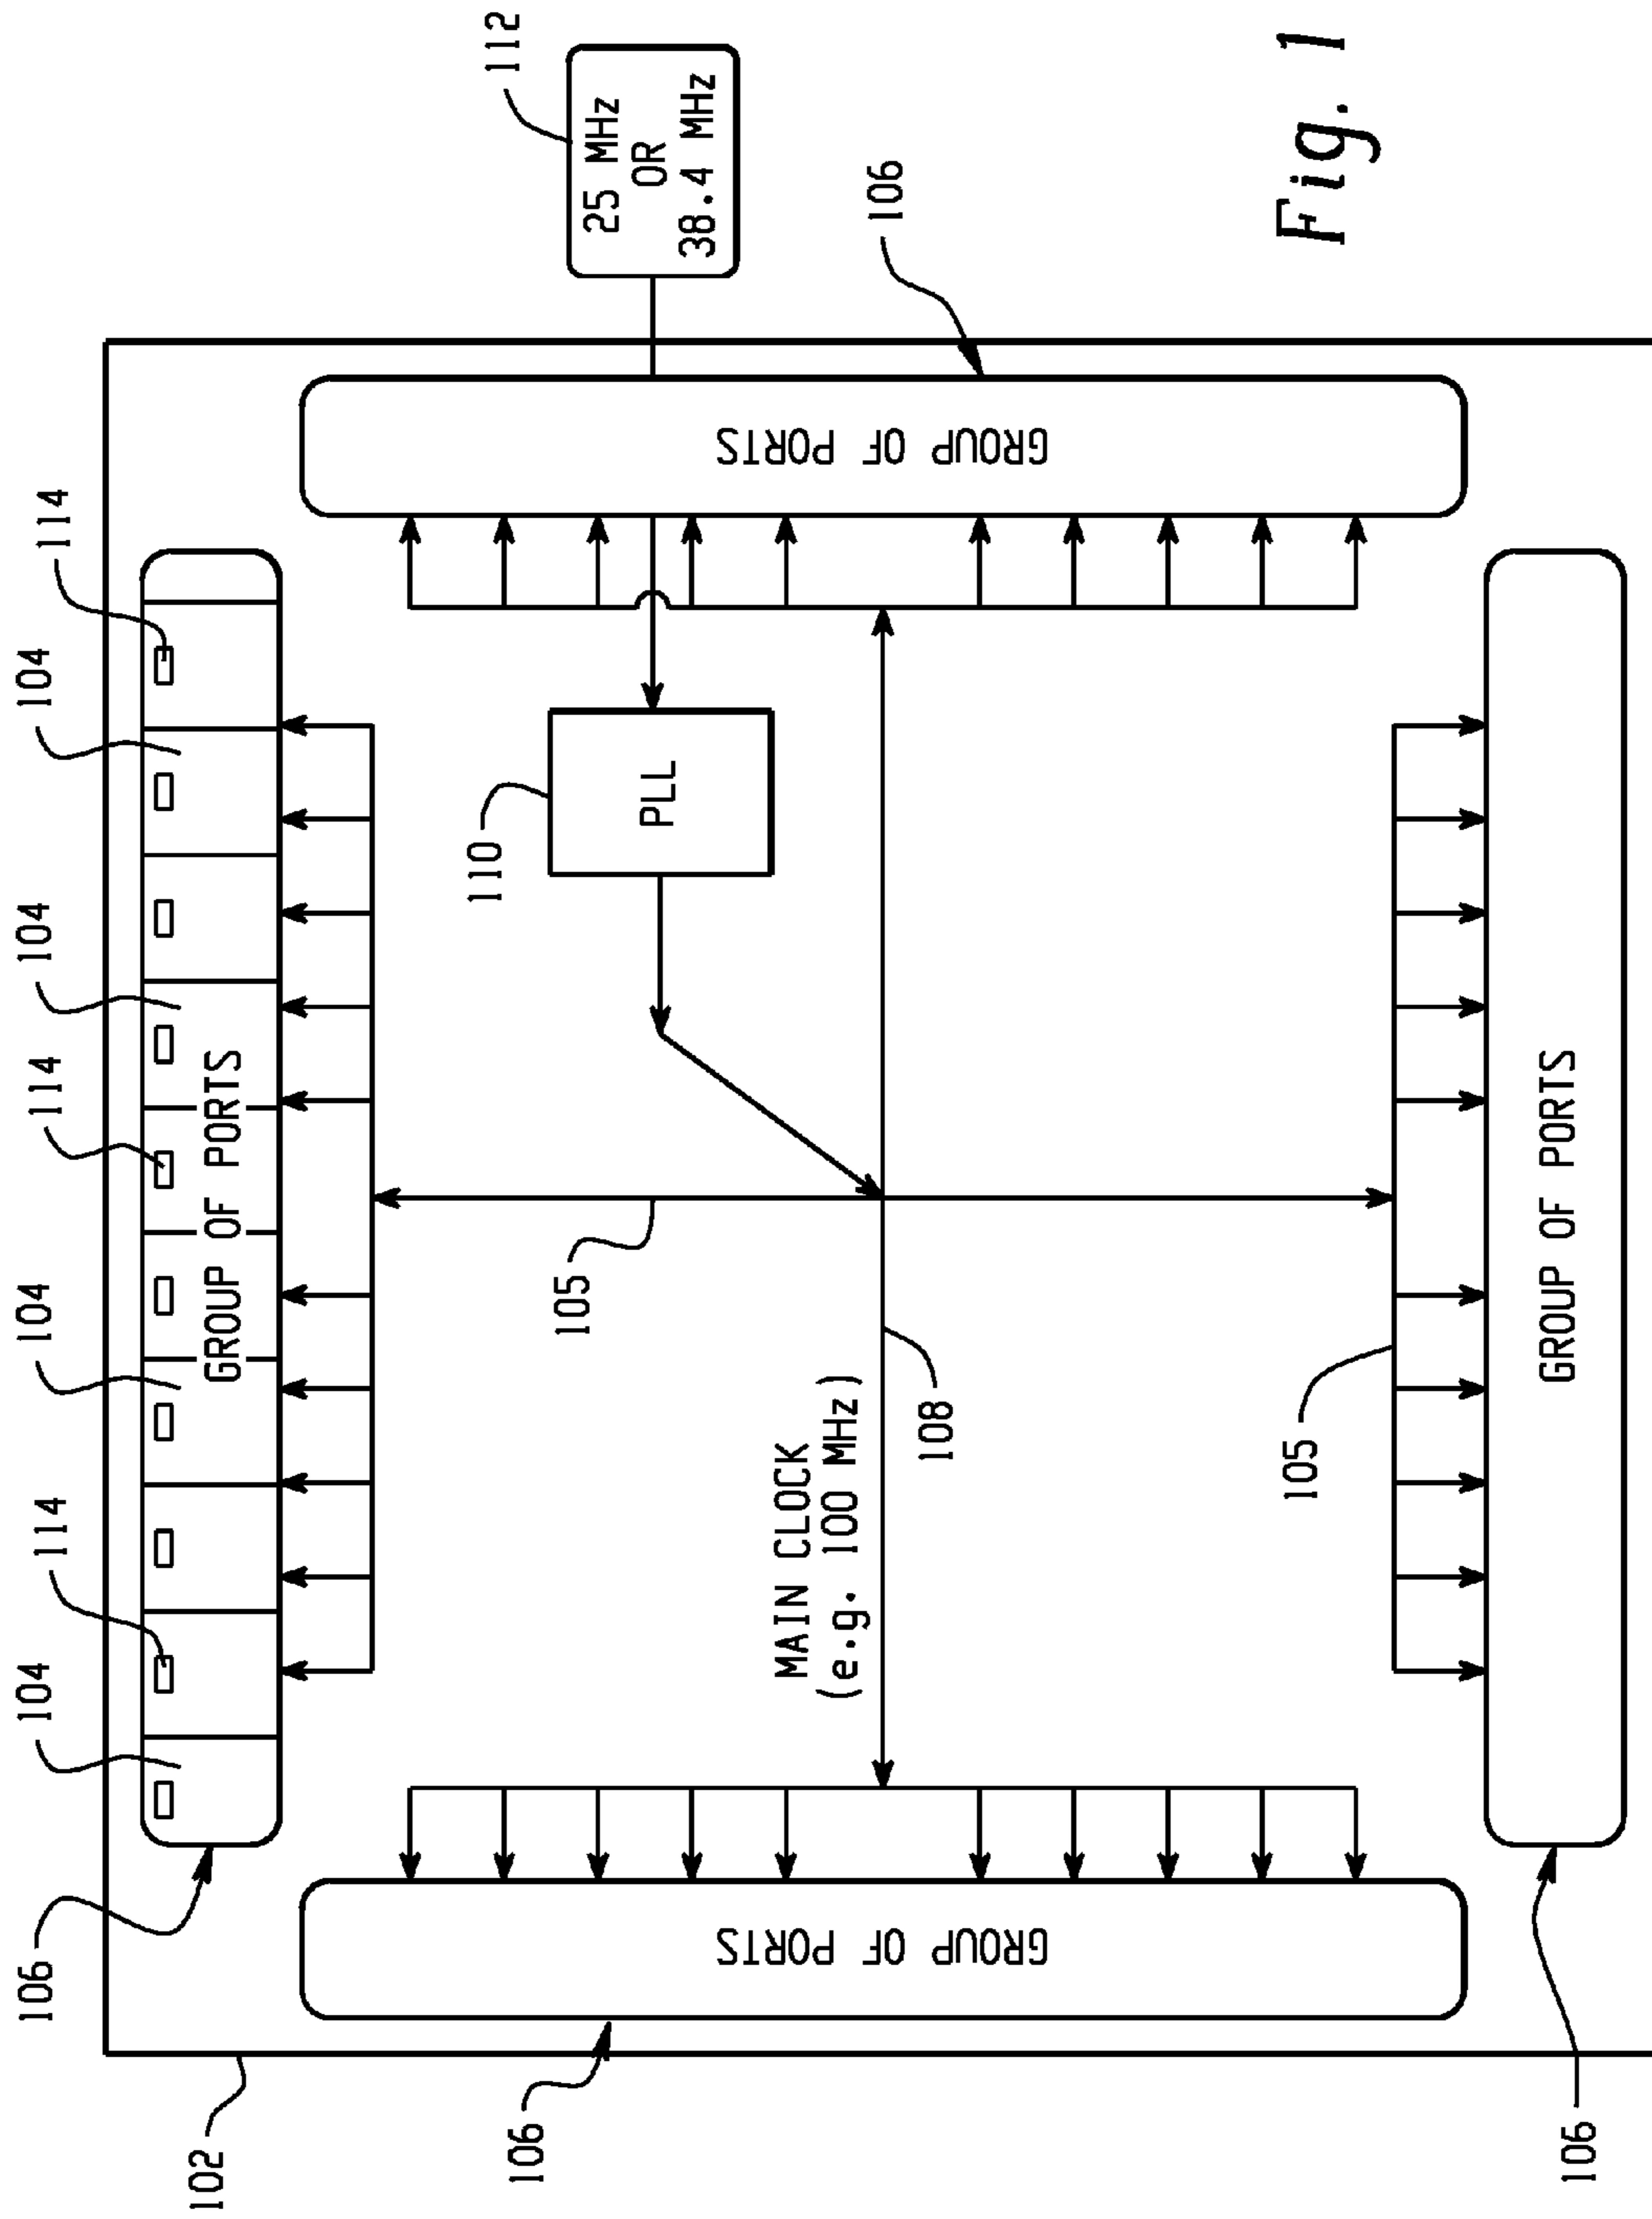 106
104
114
104
114
104
104
114
GROUP OF PORTS
102
112
25 MHz
OR
38.4 MHz
110
PLL
105
106
GROUP OF PORTS
MAIN CLOCK
(e.g. 100 MHz)
108
GROUP OF PORTS
106
105
GROUP OF PORTS
106
Fig. 1